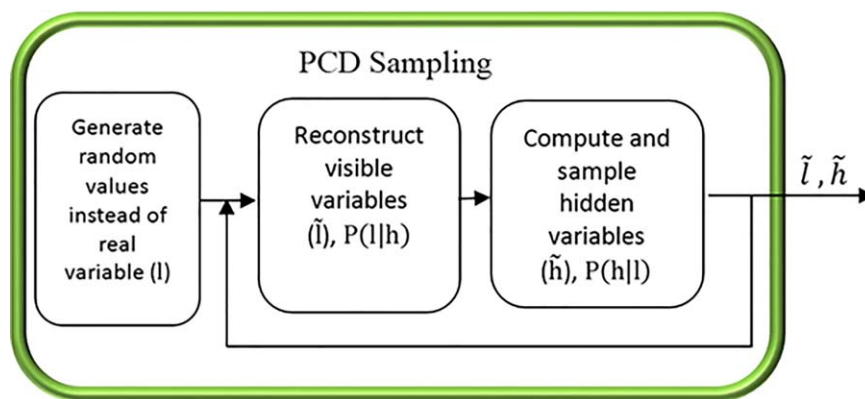 PCD Sampling
Generate
random
values
instead of
real
variable (l)
Reconstruct
visible
variables
(l̃), P(l|h)
Compute and
sample
hidden
variables
(h̃), P(h|l)
l̃ , h̃